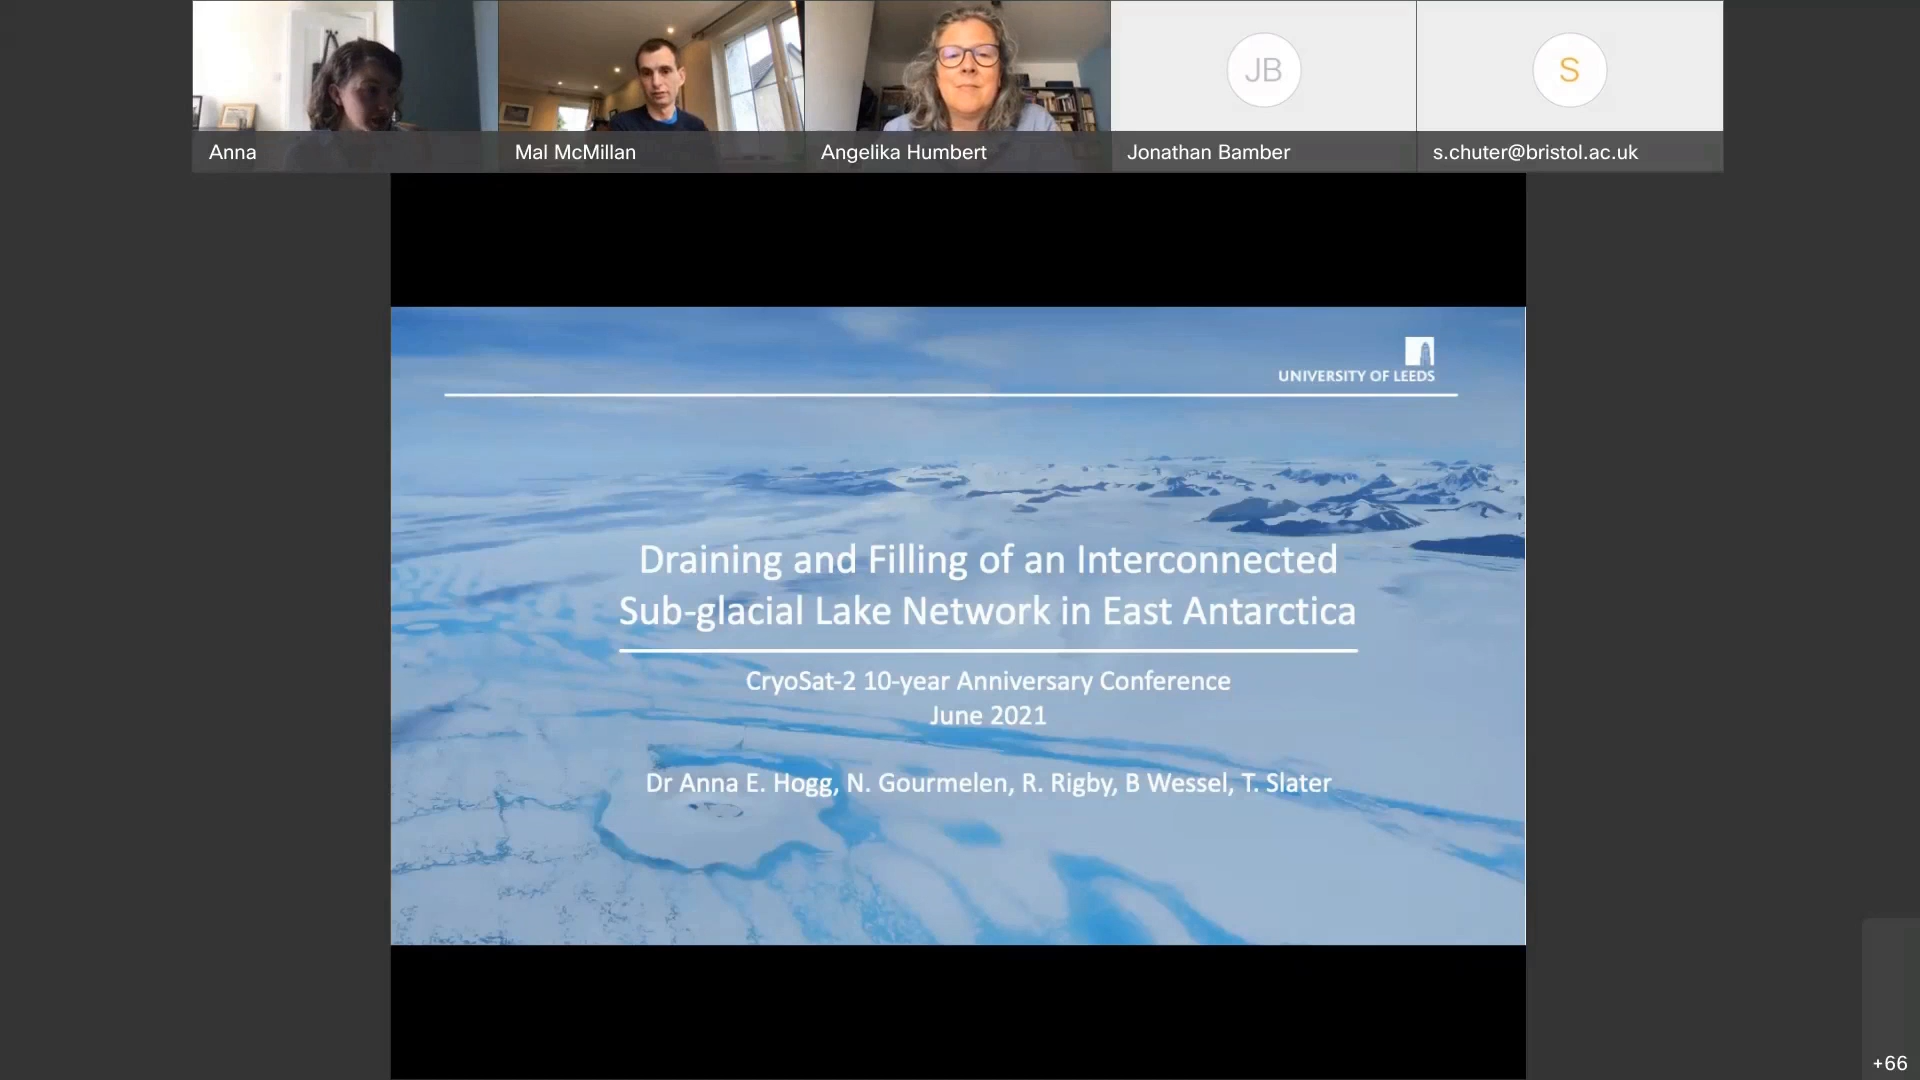 Anna
Mal McMillan
Angelika Humbert
JB
Jonathan Bamber
S
s.chuter@bristol.ac.uk
UNIVERSITY OF LEEDS
Draining and Filling of an Interconnected
Sub-glacial Lake Network in East Antarctica
CryoSat-2 10-year Anniversary Conference
June 2021
Dr Anna E. Hogg, N. Gourmelen, R. Rigby, B Wessel, T. Slater
+66